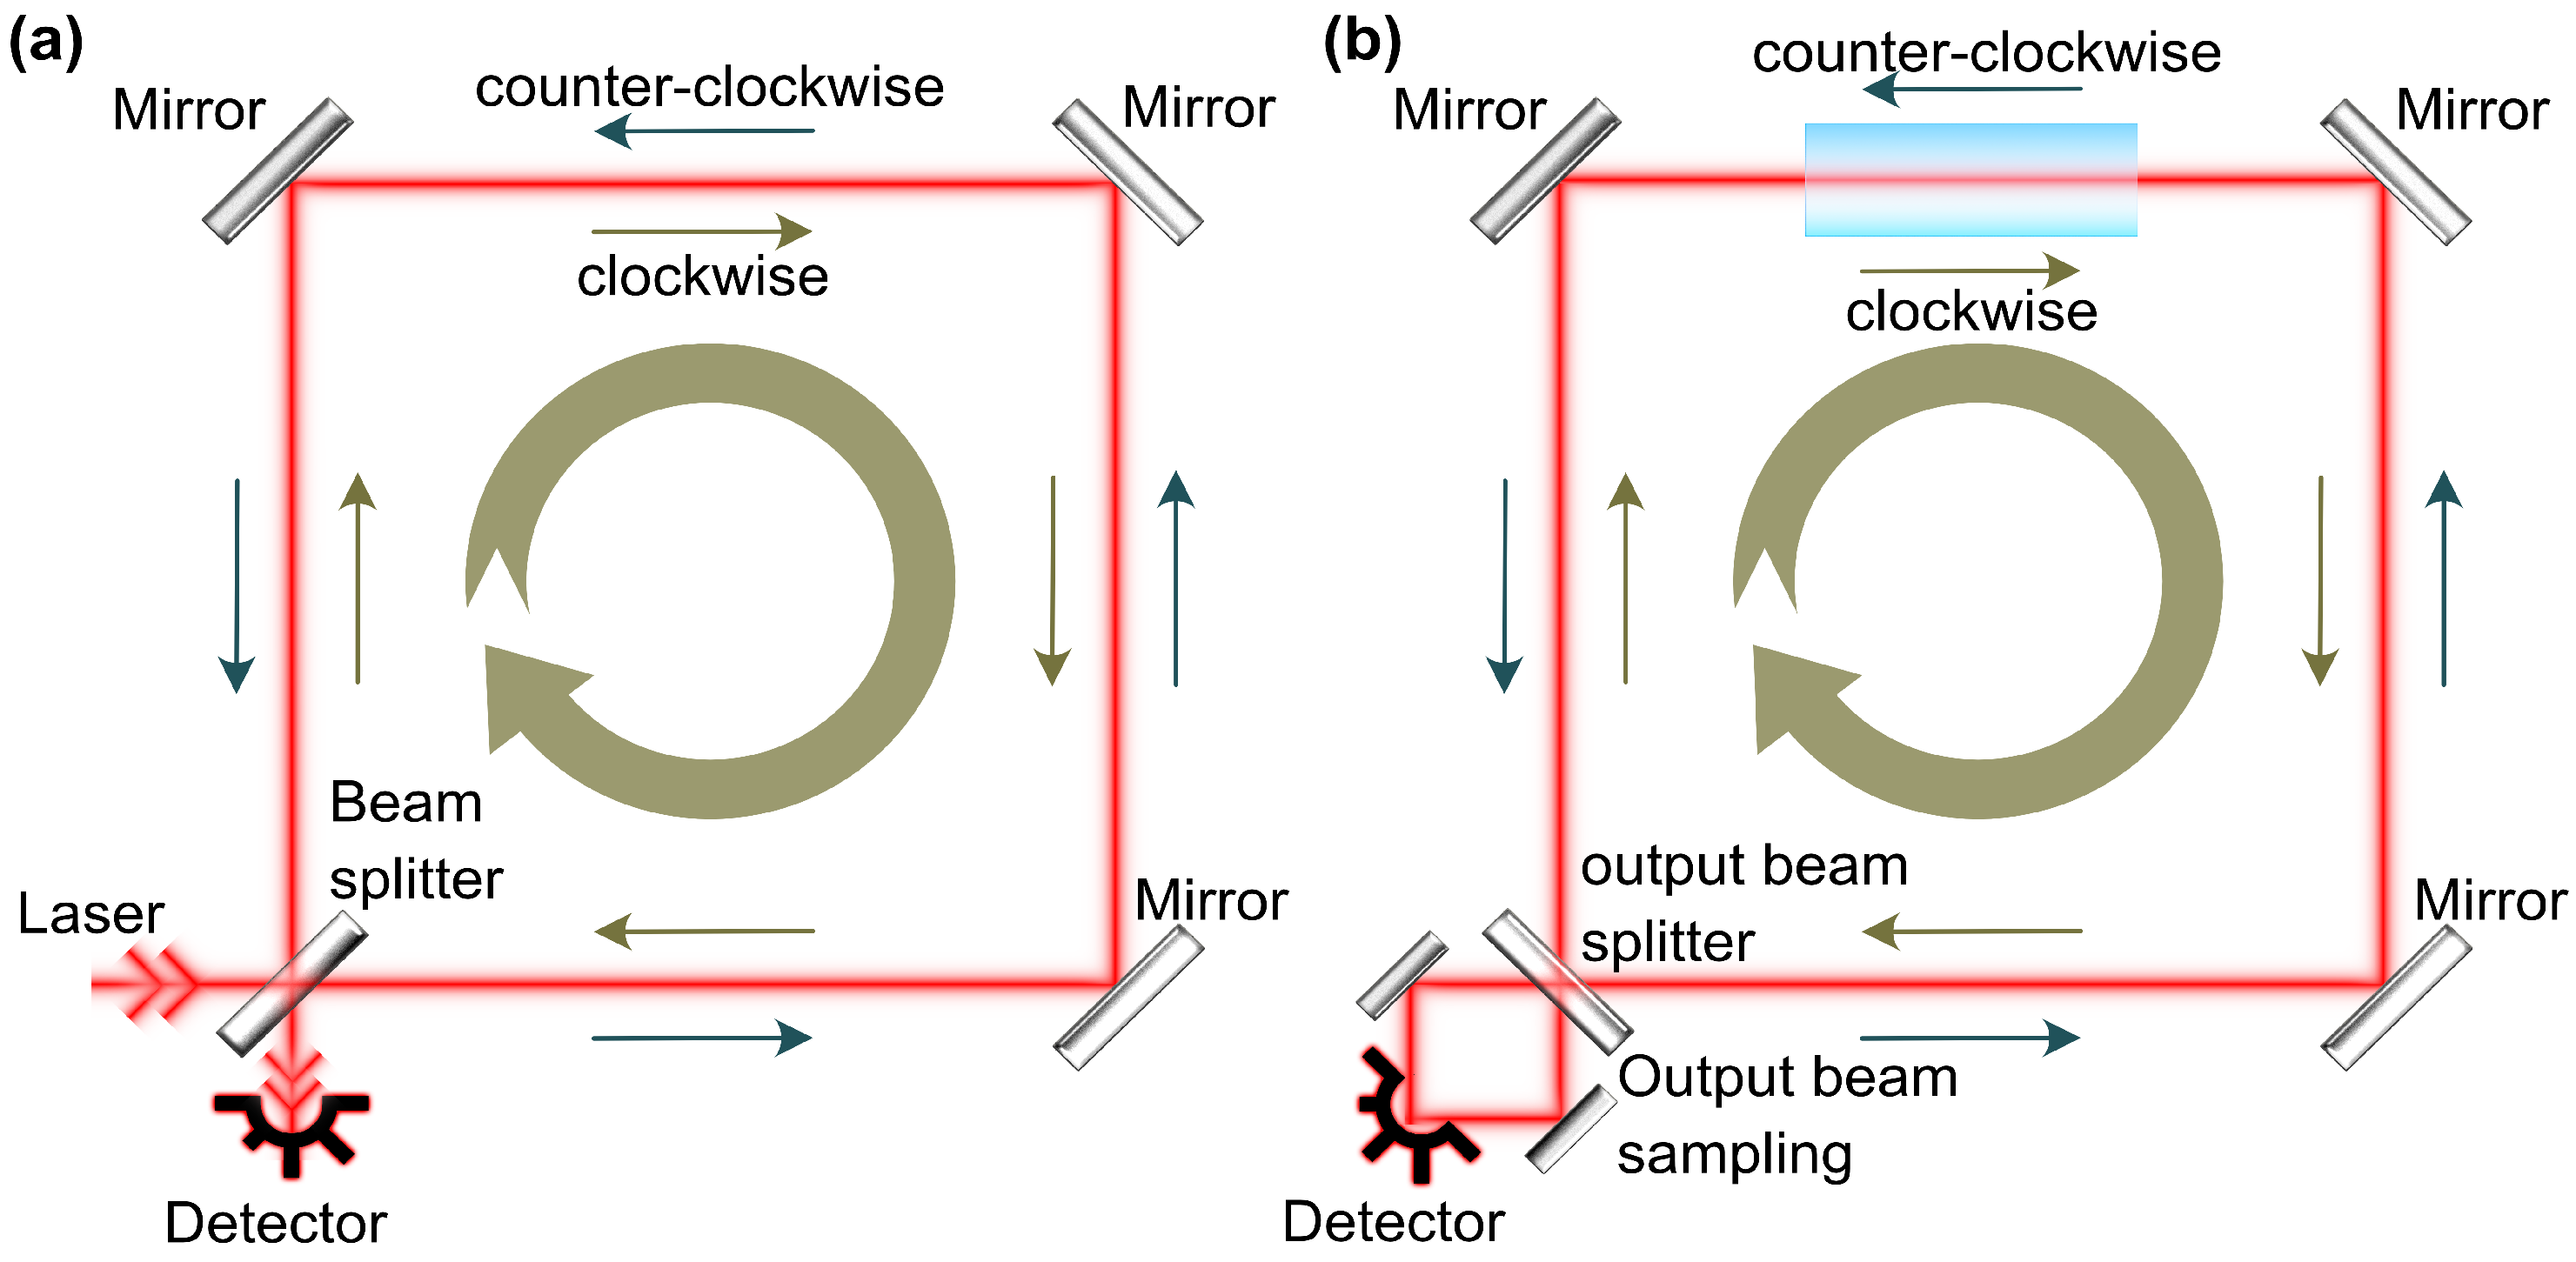 (a)
Mirror
counter-clockwise
Mirror
clockwise
Beam
splitter
Laser
Mirror
Detector
(b)
counter-clockwise
Mirror
Mirror
clockwise
output beam
splitter
Mirror
Output beam
sampling
Detector